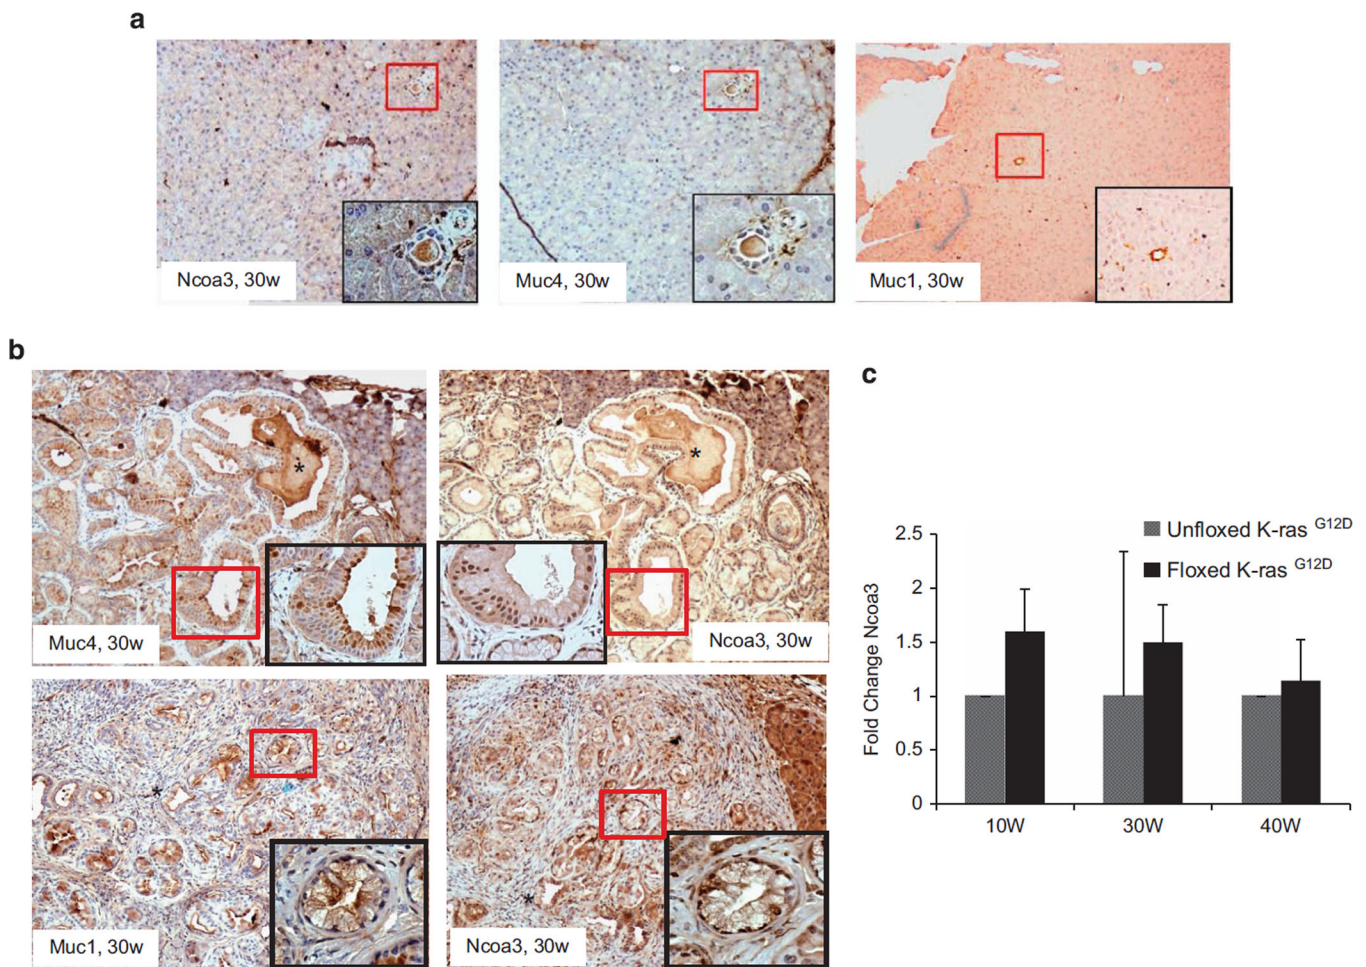 a
Ncoa3, 30w
Muc4, 30w
Muc1, 30w
b
*
*
Muc4, 30w
Ncoa3, 30w
*
*
Muc1, 30w
Ncoa3, 30w
c
Unfloxed K-ras G12D
Floxed K-ras G12D
Fold Change Ncoa3
2.5
2
1.5
1
0.5
0
10W
30W
40W